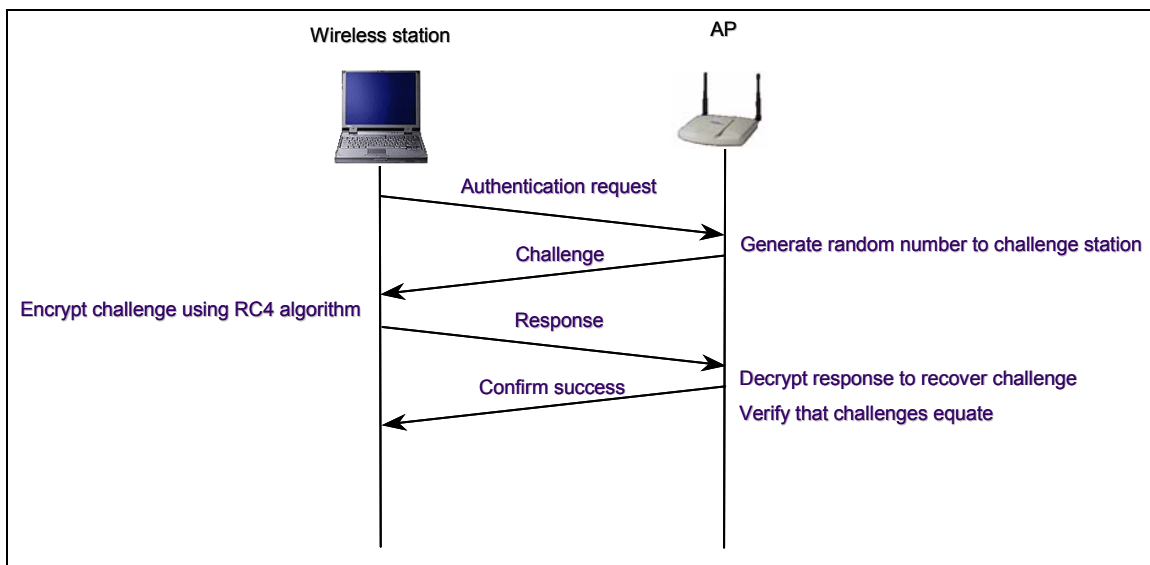 Wireless station
AP
Authentication request
Generate random number to challenge station
Challenge
Encrypt challenge using RC4 algorithm
Response
Decrypt response to recover challenge
Confirm success
Verify that challenges equate